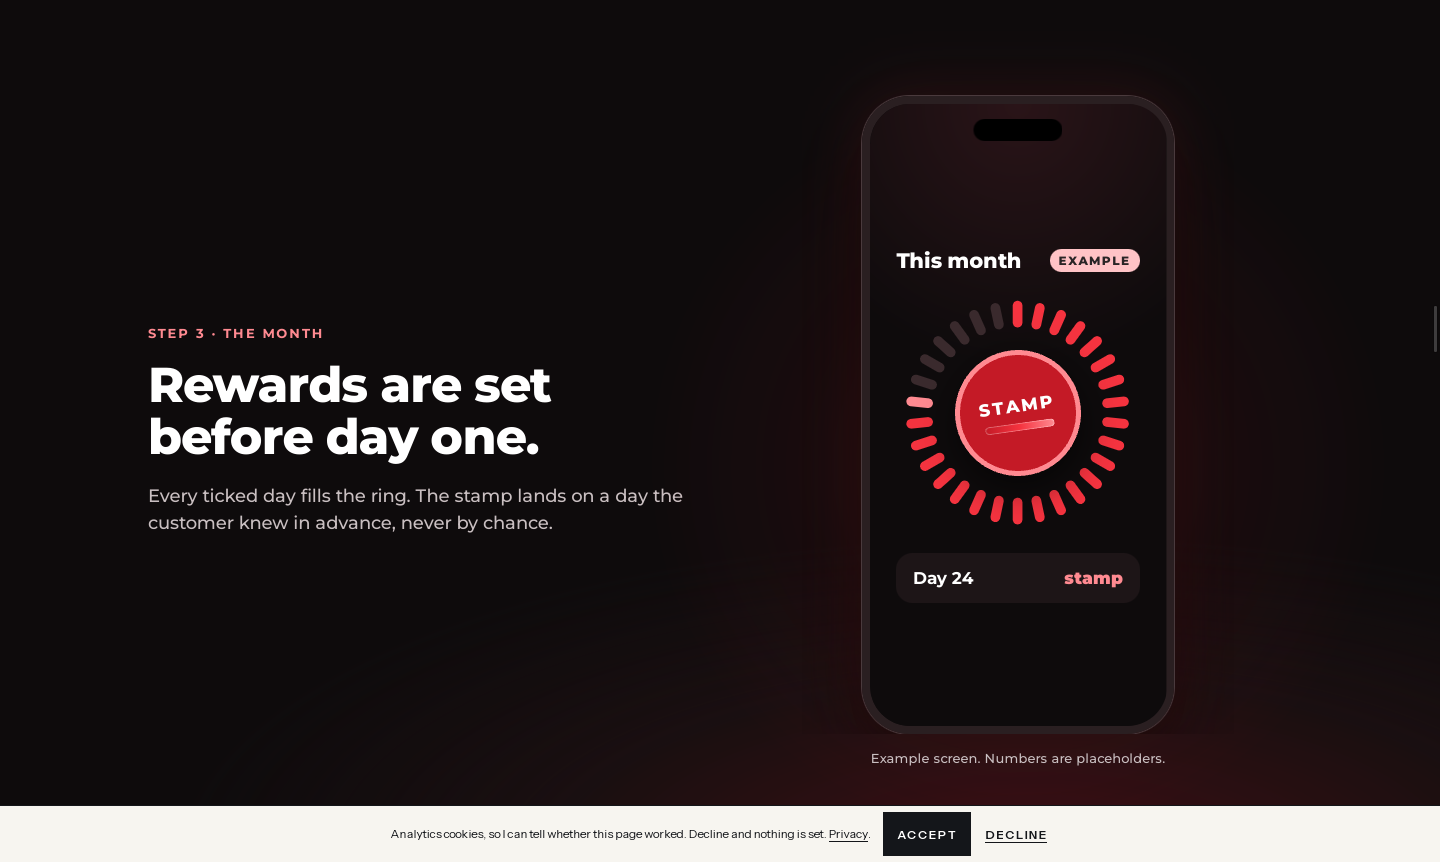 STEP 3 · THE MONTH
Rewards are set
before day one.
Every ticked day fills the ring. The stamp lands on a day the
customer knew in advance, never by chance.
This month
EXAMPLE
STAMP
Day 24
stamp
Example screen. Numbers are placeholders.
Analytics cookies, so I can tell whether this page worked. Decline and nothing is set. Privacy.
ACCEPT
DECLINE